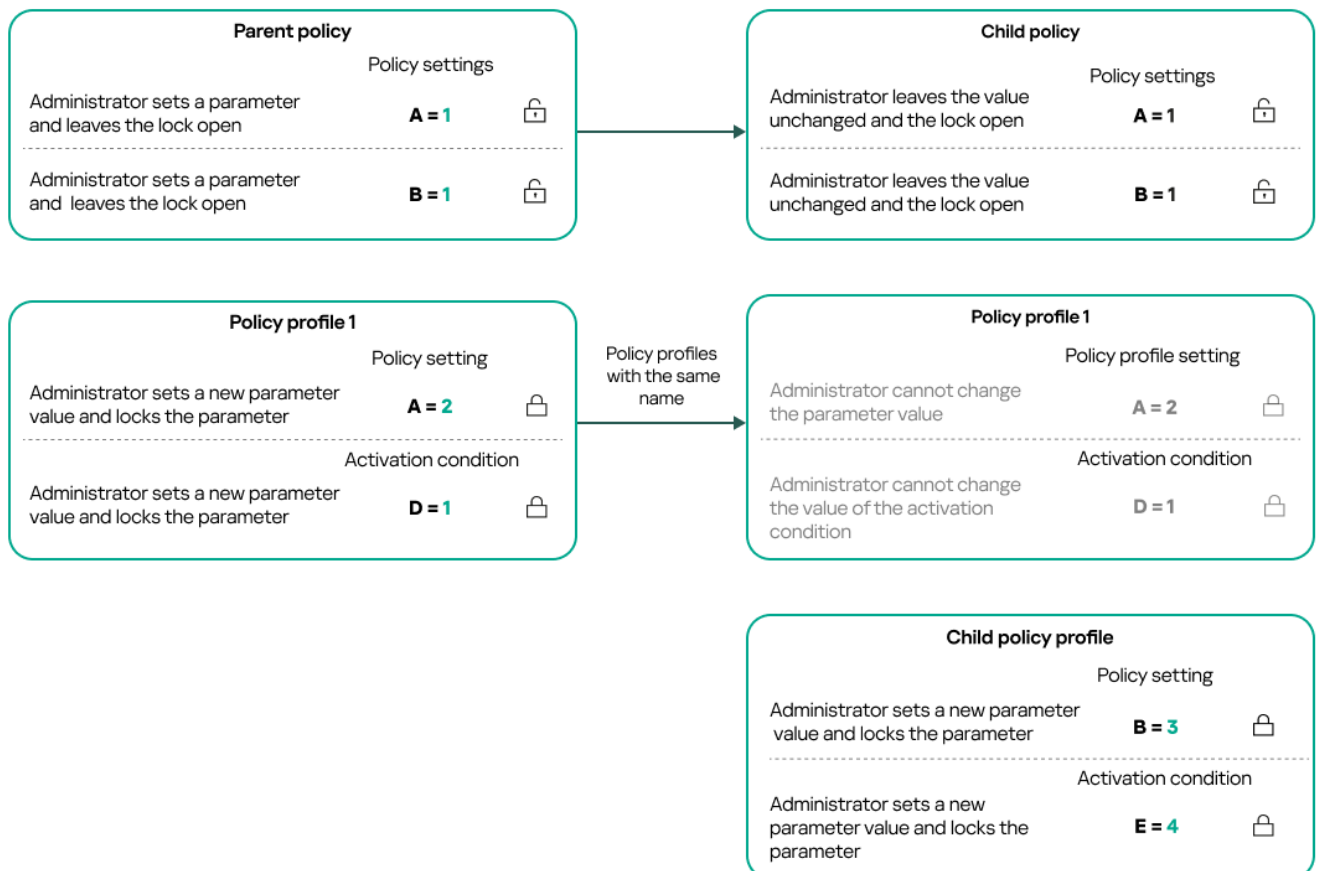 Parent policy
Policy settings
Administrator sets a parameter
and leaves the lock open
A = 1
Administrator sets a parameter
and leaves the lock open
B = 1
Child policy
Policy settings
Administrator leaves the value
unchanged and the lock open
A = 1
Administrator leaves the value
unchanged and the lock open
B = 1
Policy profile 1
Policy setting
Administrator sets a new parameter
value and locks the parameter
A = 2
Activation condition
Administrator sets a new parameter
value and locks the parameter
D = 1
Policy profiles
with the same
name
Policy profile 1
Policy profile setting
Administrator cannot change
the parameter value
A = 2
Activation condition
Administrator cannot change
the value of the activation
condition
D = 1
Child policy profile
Policy setting
Administrator sets a new parameter
value and locks the parameter
B = 3
Activation condition
Administrator sets a new
parameter value and locks the
parameter
E = 4